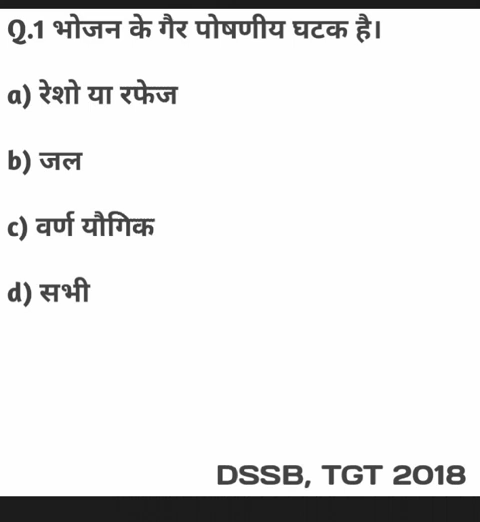 Q.1 भोजन के गैर पोषणीय घटक है।
a) रेशो या रफेज
b) जल
c) वर्ण यौगिक
d) सभी
DSSB, TGT 2018